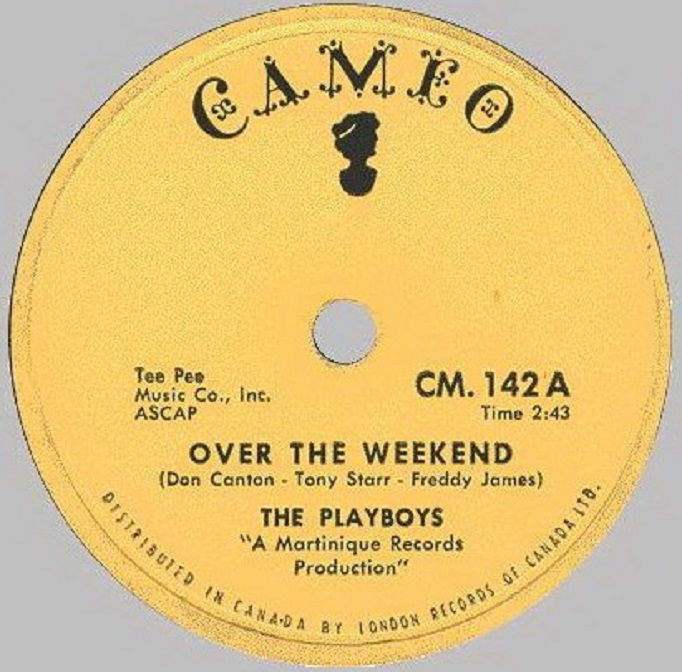 CAMEO
Tee Pee
Music Co., Inc.
ASCAP
CM. 142 A
Time 2:43
OVER THE WEEKEND
(Don Canton - Tony Starr - Freddy James)
THE PLAYBOYS
"A Martinique Records
Production"
DISTRIBUTED IN CANADA BY LONDON RECORDS OF CANADA LTD.